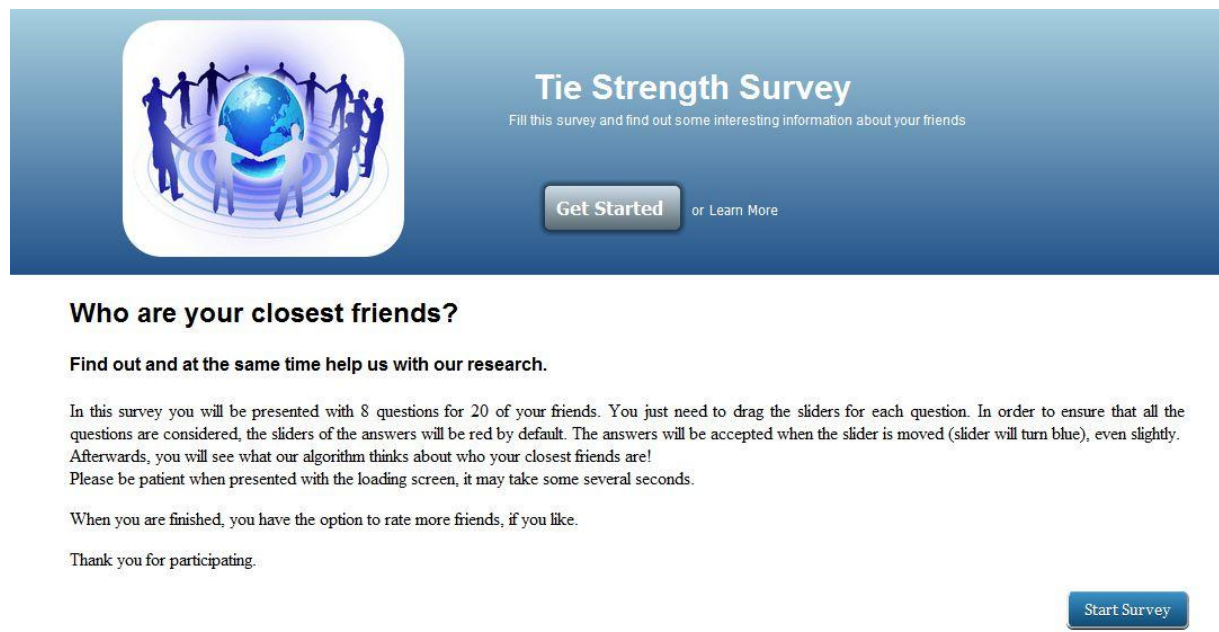 Tie Strength Survey
Fill this survey and find out some interesting information about your friends
Get Started or Learn More
Who are your closest friends?
Find out and at the same time help us with our research.
In this survey you will be presented with 8 questions for 20 of your friends. You just need to drag the sliders for each question. In order to ensure that all the
questions are considered, the sliders of the answers will be red by default. The answers will be accepted when the slider is moved (slider will turn blue), even slightly.
Afterwards, you will see what our algorithm thinks about who your closest friends are!
Please be patient when presented with the loading screen, it may take some several seconds.
When you are finished, you have the option to rate more friends, if you like.
Thank you for participating.
Start Survey